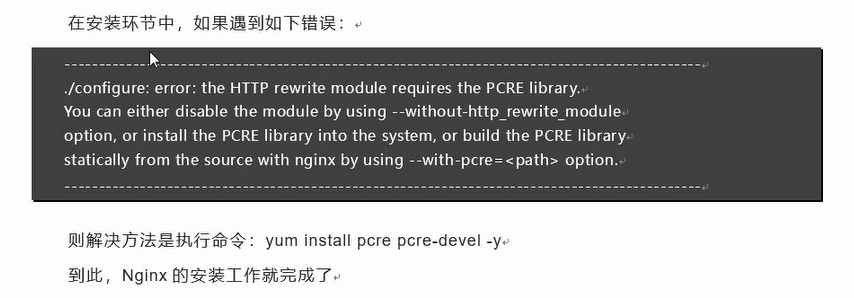 在安装环节中，如果遇到如下错误：
-------------------------------------------------------------------------------------------
./configure: error: the HTTP rewrite module requires the PCRE library.
You can either disable the module by using --without-http_rewrite_module
option, or install the PCRE library into the system, or build the PCRE library
statically from the source with nginx by using --with-pcre=<path> option.
-------------------------------------------------------------------------------------------
则解决方法是执行命令：yum install pcre pcre-devel -y
到此，Nginx 的安装工作就完成了